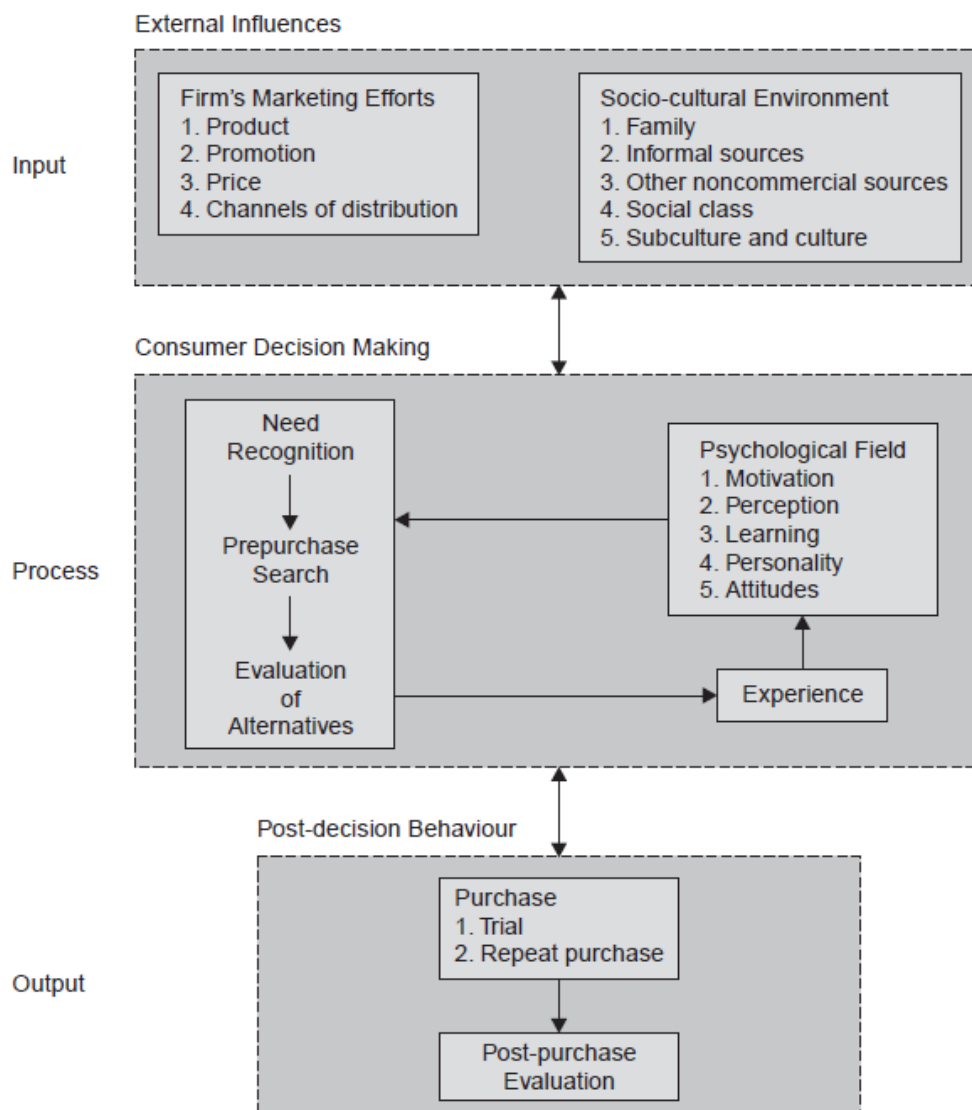 External Influences
Input
Firm's Marketing Efforts
1. Product
2. Promotion
3. Price
4. Channels of distribution
Socio-cultural Environment
1. Family
2. Informal sources
3. Other noncommercial sources
4. Social class
5. Subculture and culture
Consumer Decision Making
Process
Need
Recognition
Prepurchase
Search
Evaluation
of
Alternatives
Psychological Field
1. Motivation
2. Perception
3. Learning
4. Personality
5. Attitudes
Experience
Post-decision Behaviour
Output
Purchase
1. Trial
2. Repeat purchase
Post-purchase
Evaluation